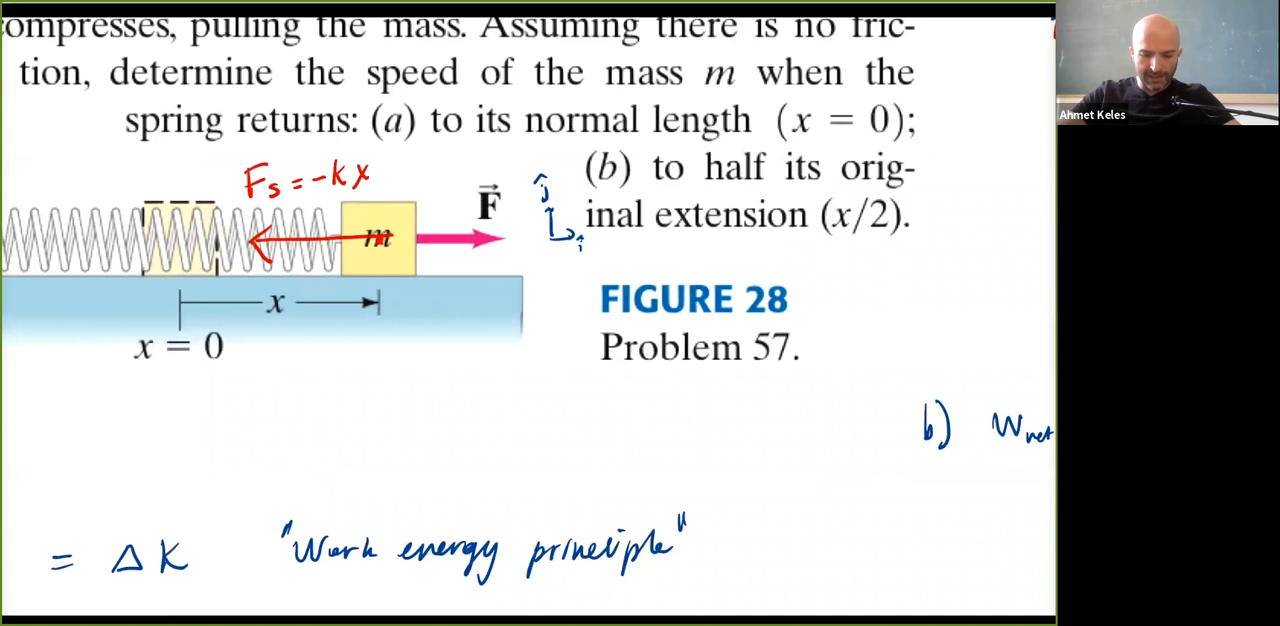 compresses, pulling the mass. Assuming there is no fric-
tion, determine the speed of the mass m when the
spring returns: (a) to its normal length (x = 0);
(b) to half its orig-
inal extension (x/2).
Fs = -kx
ĵ
î
F⃗
m
x
x = 0
FIGURE 28
Problem 57.
b) Wnet
= ΔK "Work energy principle"
Ahmet Keles